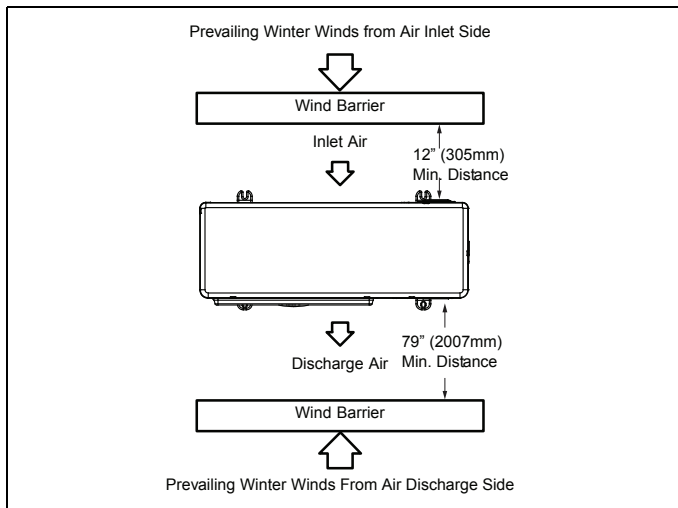 Prevailing Winter Winds from Air Inlet Side
Wind Barrier
Inlet Air
12” (305mm)
Min. Distance
79” (2007mm)
Min. Distance
Discharge Air
Wind Barrier
Prevailing Winter Winds From Air Discharge Side